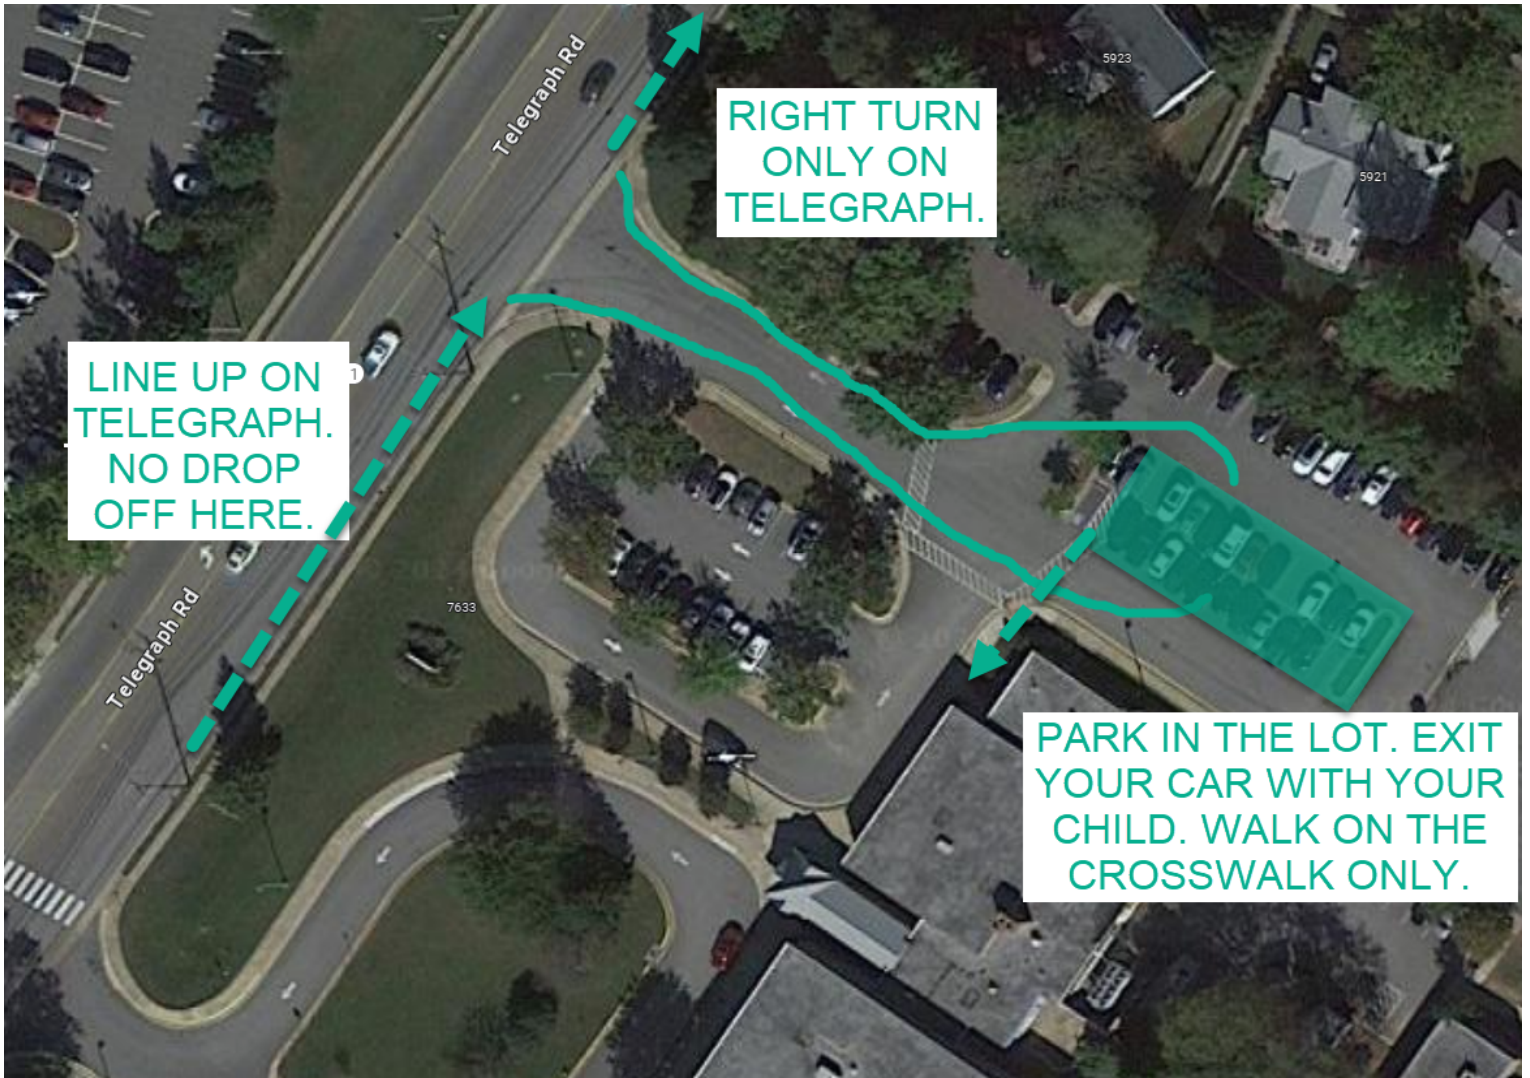 Telegraph Rd
5923
RIGHT TURN
ONLY ON
TELEGRAPH.
5921
LINE UP ON
TELEGRAPH.
NO DROP
OFF HERE.
1
7633
Telegraph Rd
PARK IN THE LOT. EXIT
YOUR CAR WITH YOUR
CHILD. WALK ON THE
CROSSWALK ONLY.